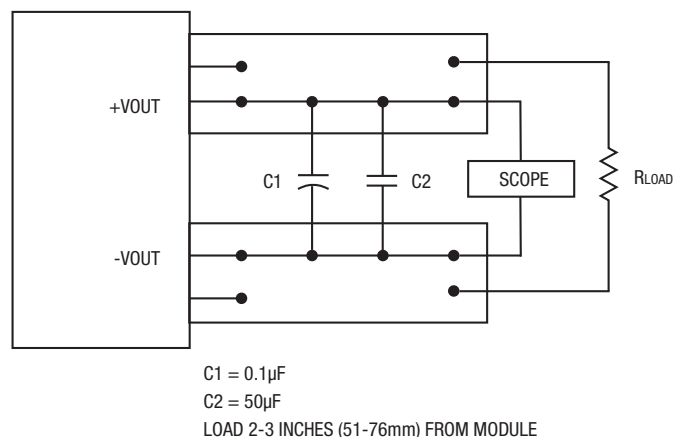 +VOUT
C1
C2
SCOPE
RLOAD
-VOUT
C1 = 0.1µF
C2 = 50µF
LOAD 2-3 INCHES (51-76mm) FROM MODULE